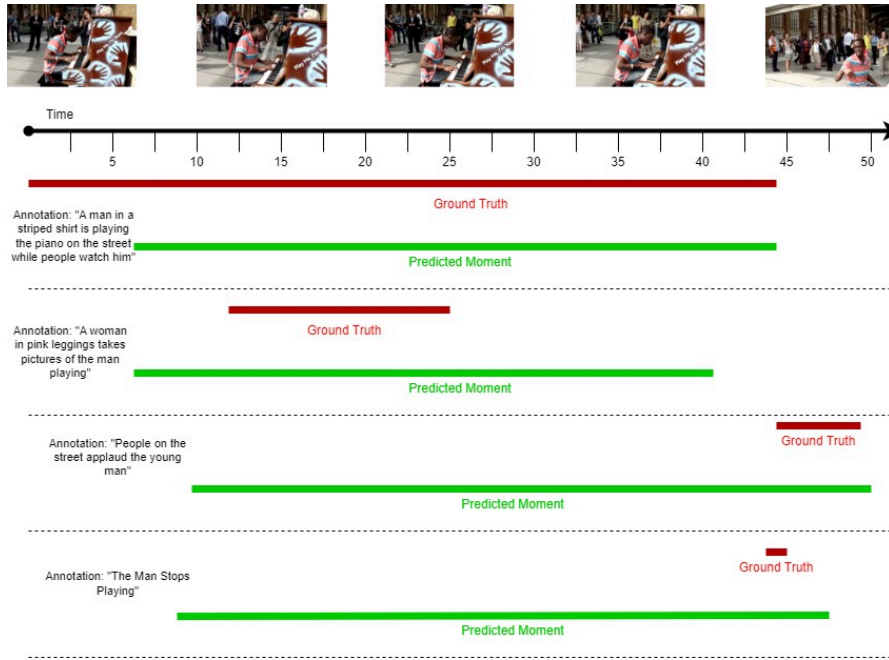 Play Me, I'm Yours
Time
5
10
15
20
25
30
35
40
45
50
Ground Truth
Annotation: "A man in a
striped shirt is playing
the piano on the street
while people watch him"
Predicted Moment
Ground Truth
Annotation: "A woman
in pink leggings takes
pictures of the man
playing"
Predicted Moment
Ground Truth
Annotation: "People on the
street applaud the young
man"
Predicted Moment
Ground Truth
Annotation: "The Man Stops
Playing"
Predicted Moment